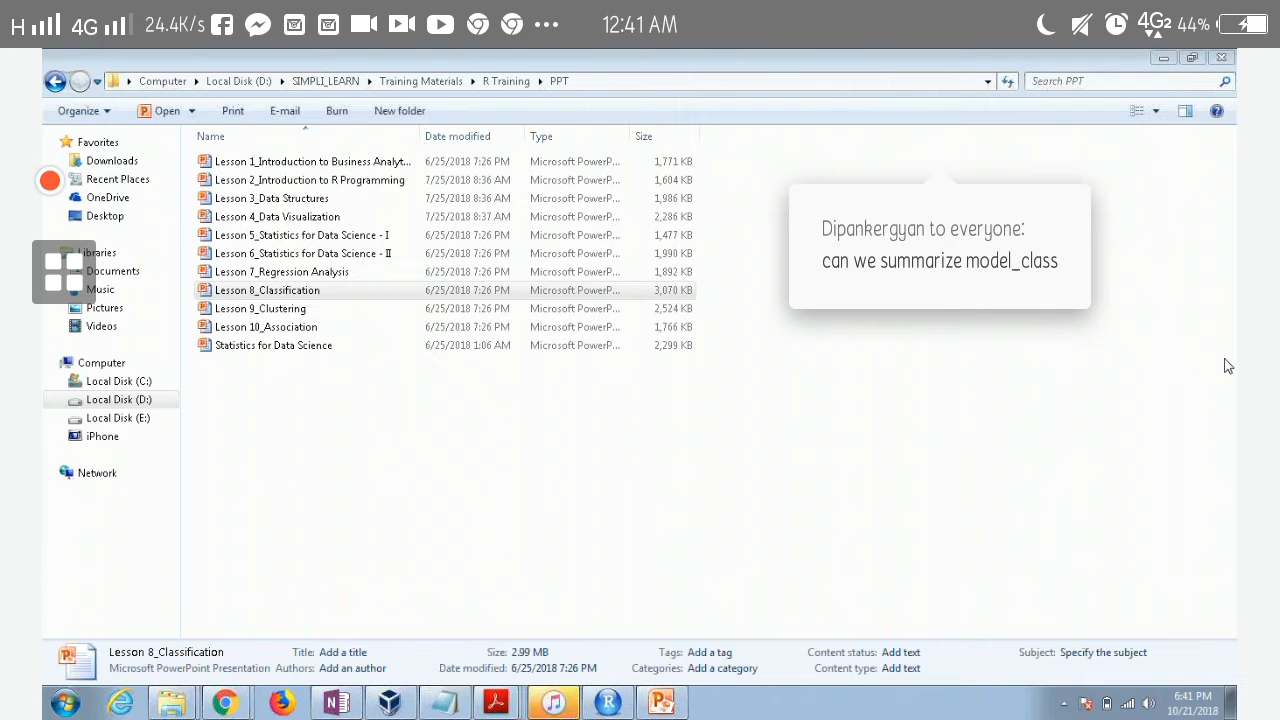 H 4G 24.4K/s 12:41 AM 4G2 44%
Computer Local Disk (D:) SIMPLI_LEARN Training Materials R Training PPT Search PPT
Organize Open Print E-mail Burn New folder
Name Date modified Type Size
Favorites
Downloads
Recent Places
OneDrive
Desktop
Libraries
Documents
Music
Pictures
Videos
Computer
Local Disk (C:)
Local Disk (D:)
Local Disk (E:)
iPhone
Network
Lesson 1_Introduction to Business Analyt... 6/25/2018 7:26 PM Microsoft PowerP... 1,771 KB
Lesson 2_Introduction to R Programming 7/25/2018 8:36 AM Microsoft PowerP... 1,604 KB
Lesson 3_Data Structures 7/25/2018 8:36 AM Microsoft PowerP... 1,986 KB
Lesson 4_Data Visualization 7/25/2018 8:37 AM Microsoft PowerP... 2,286 KB
Lesson 5_Statistics for Data Science - I 6/25/2018 7:26 PM Microsoft PowerP... 1,477 KB
Lesson 6_Statistics for Data Science - II 6/25/2018 7:26 PM Microsoft PowerP... 1,990 KB
Lesson 7_Regression Analysis 6/25/2018 7:26 PM Microsoft PowerP... 1,892 KB
Lesson 8_Classification 6/25/2018 7:26 PM Microsoft PowerP... 3,070 KB
Lesson 9_Clustering 6/25/2018 7:26 PM Microsoft PowerP... 2,524 KB
Lesson 10_Association 6/25/2018 7:26 PM Microsoft PowerP... 1,766 KB
Statistics for Data Science 6/25/2018 1:06 AM Microsoft PowerP... 2,299 KB
Dipankergyan to everyone:
can we summarize model_class
Lesson 8_Classification Title: Add a title Size: 2.99 MB Tags: Add a tag Content status: Add text Subject: Specify the subject
Microsoft PowerPoint Presentation Authors: Add an author Date modified: 6/25/2018 7:26 PM Categories: Add a category Content type: Add text
6:41 PM
10/21/2018